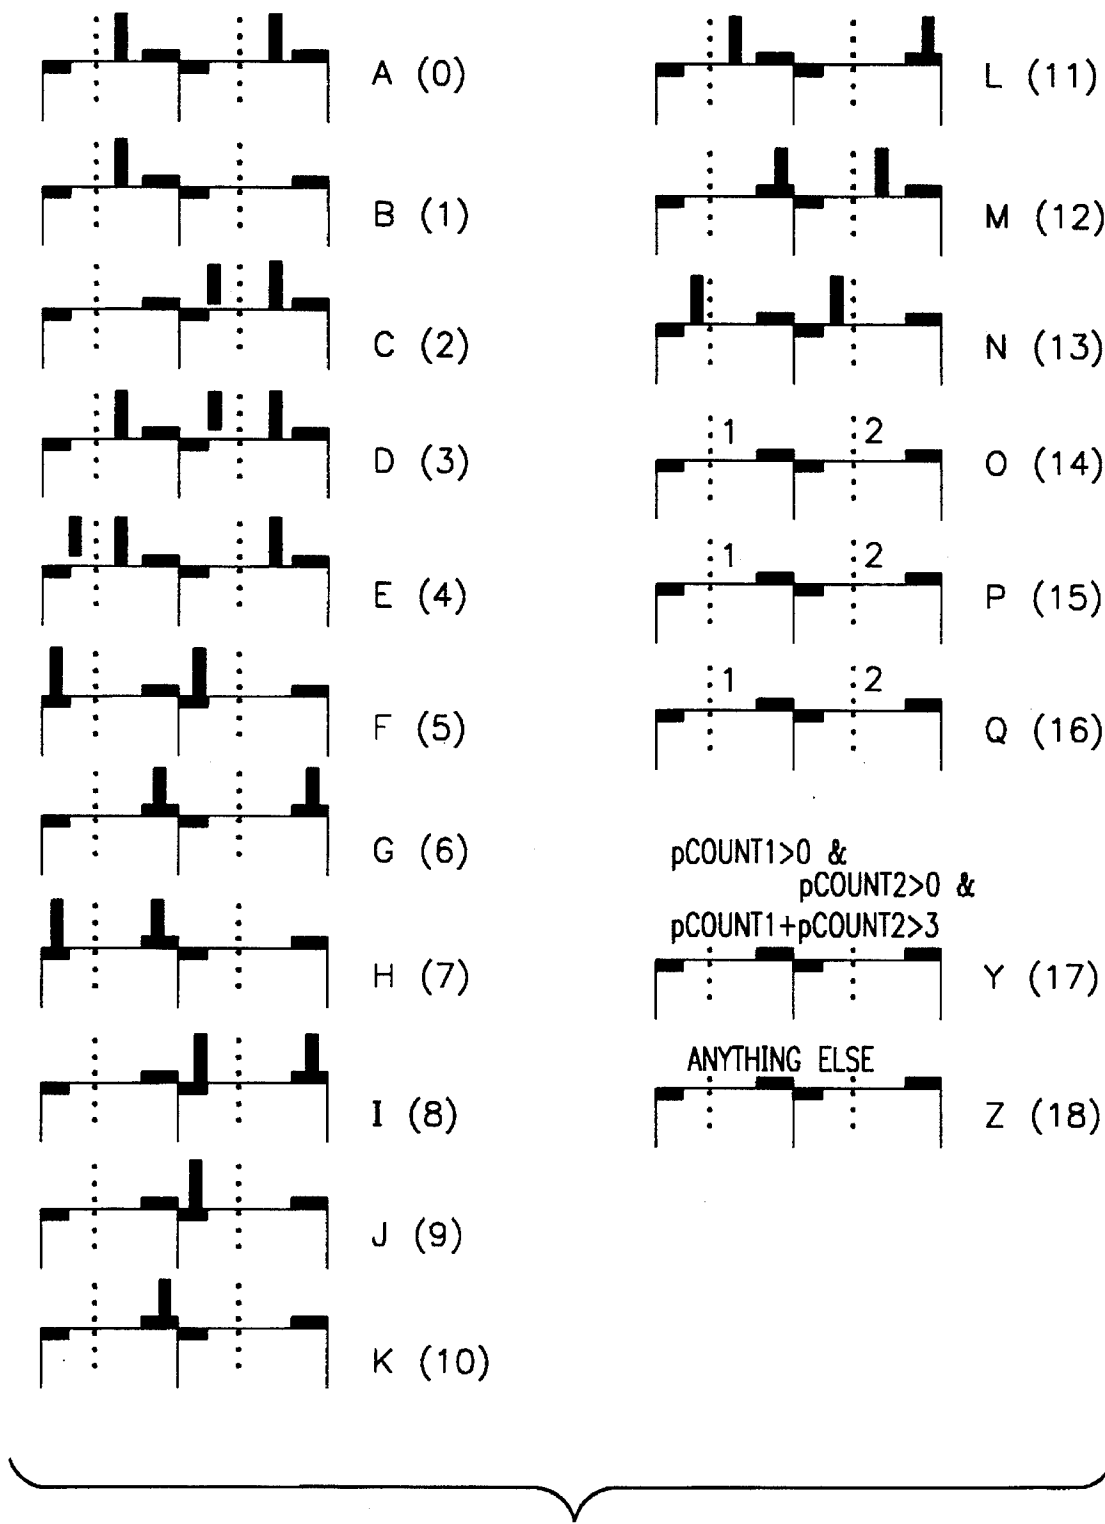 A (0)
B (1)
C (2)
D (3)
E (4)
F (5)
G (6)
H (7)
I (8)
J (9)
K (10)
L (11)
M (12)
N (13)
1 2
O (14)
1 2
P (15)
1 2
Q (16)
pCOUNT1>0 &
pCOUNT2>0 &
pCOUNT1+pCOUNT2>3
Y (17)
ANYTHING ELSE
Z (18)